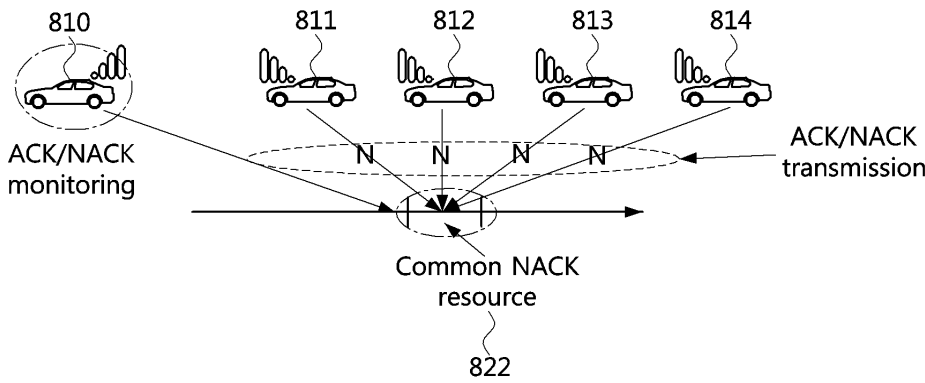 810
811
812
813
814
ACK/NACK
monitoring
N
N
N
N
ACK/NACK
transmission
Common NACK
resource
822